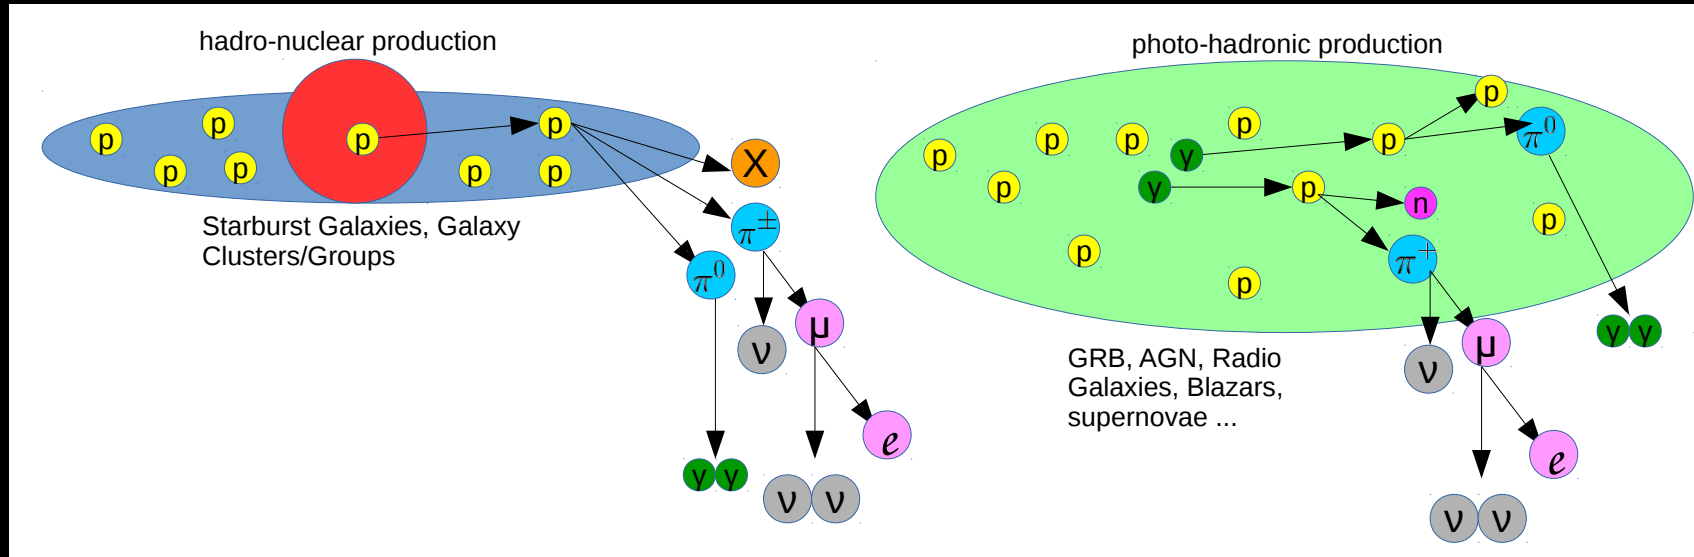 hadro-nuclear production
p p p p p p p p
X
π±
π0
ν
μ
e
γ γ
ν ν
Starburst Galaxies, Galaxy
Clusters/Groups
photo-hadronic production
p p p p p p p p p p p
γ
γ
n
π0
π+
γ γ
ν
μ
e
ν ν
GRB, AGN, Radio
Galaxies, Blazars,
supernovae ...